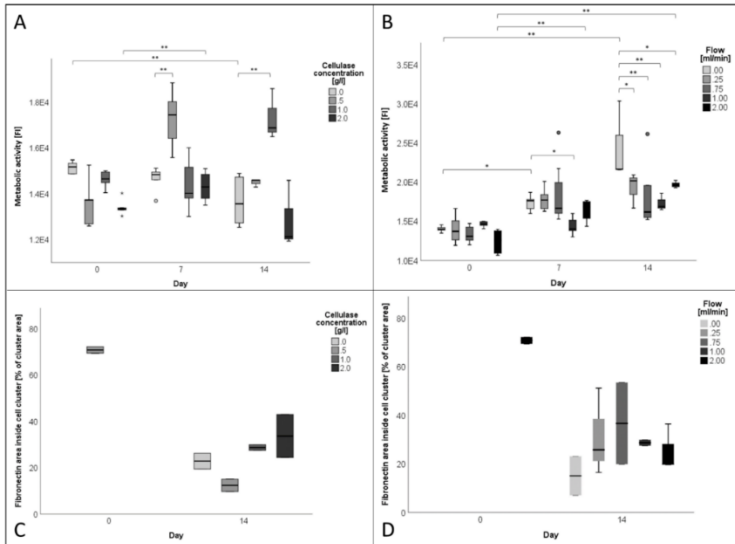 A
**
**
**
**
Cellulase
concentration
[g/l]
.0
.5
1.0
2.0
Metabolic activity [FI]
1.8E4
1.6E4
1.4E4
1.2E4
0
7
14
Day
B
**
**
**
*
**
**
*
*
*
Flow
[ml/min]
.00
.25
.75
1.00
2.00
Metabolic activity [FI]
3.5E4
3.0E4
2.5E4
2.0E4
1.5E4
1.0E4
0
7
14
Day
Cellulase
concentration
[g/l]
.0
.5
1.0
2.0
Fibronectin area inside cell cluster [% of cluster area]
80
60
40
20
0
0
14
Day
C
Flow
[ml/min]
.00
.25
.75
1.00
2.00
Fibronectin area inside cell cluster [% of cluster area]
80
60
40
20
0
0
14
Day
D